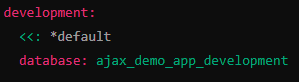 development:
  <<: *default
  database: ajax_demo_app_development